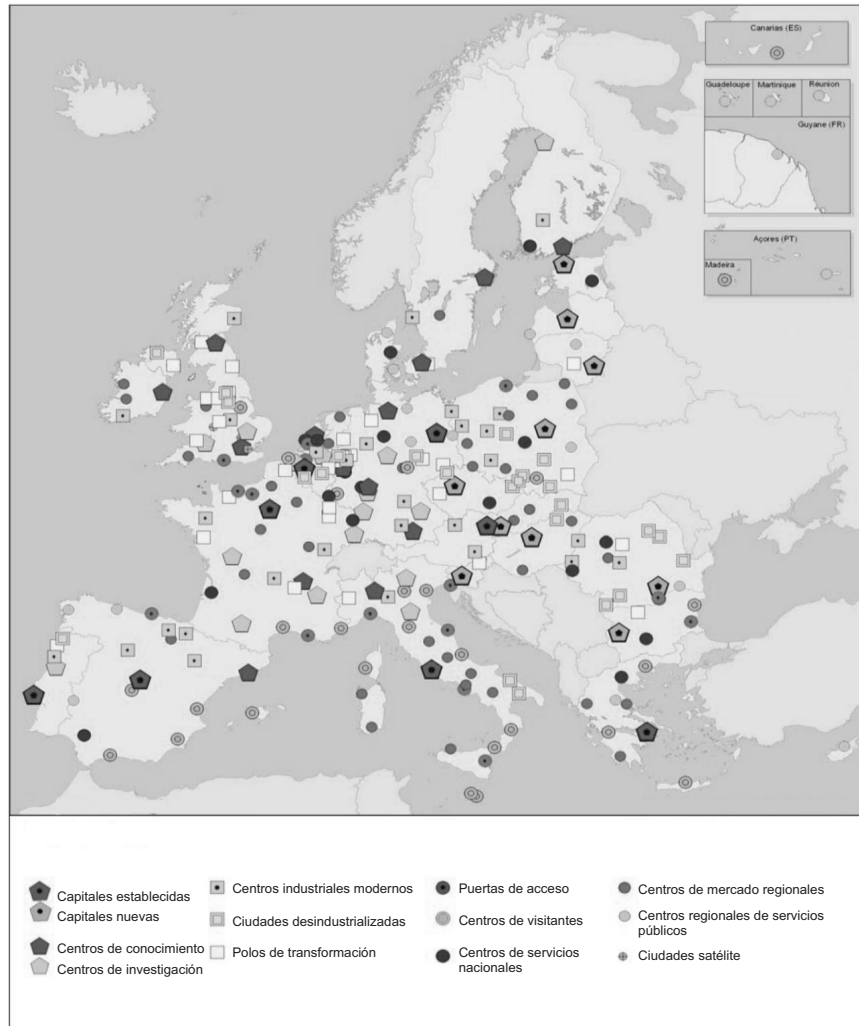 Canarias (ES)
Guadeloupe
Martinique
Réunion
Guyane (FR)
Açores (PT)
Madeira
Capitales establecidas
Capitales nuevas
Centros de conocimiento
Centros de investigación
Centros industriales modernos
Ciudades desindustrializadas
Polos de transformación
Puertas de acceso
Centros de visitantes
Centros de servicios
nacionales
Centros de mercado regionales
Centros regionales de servicios
públicos
Ciudades satélite